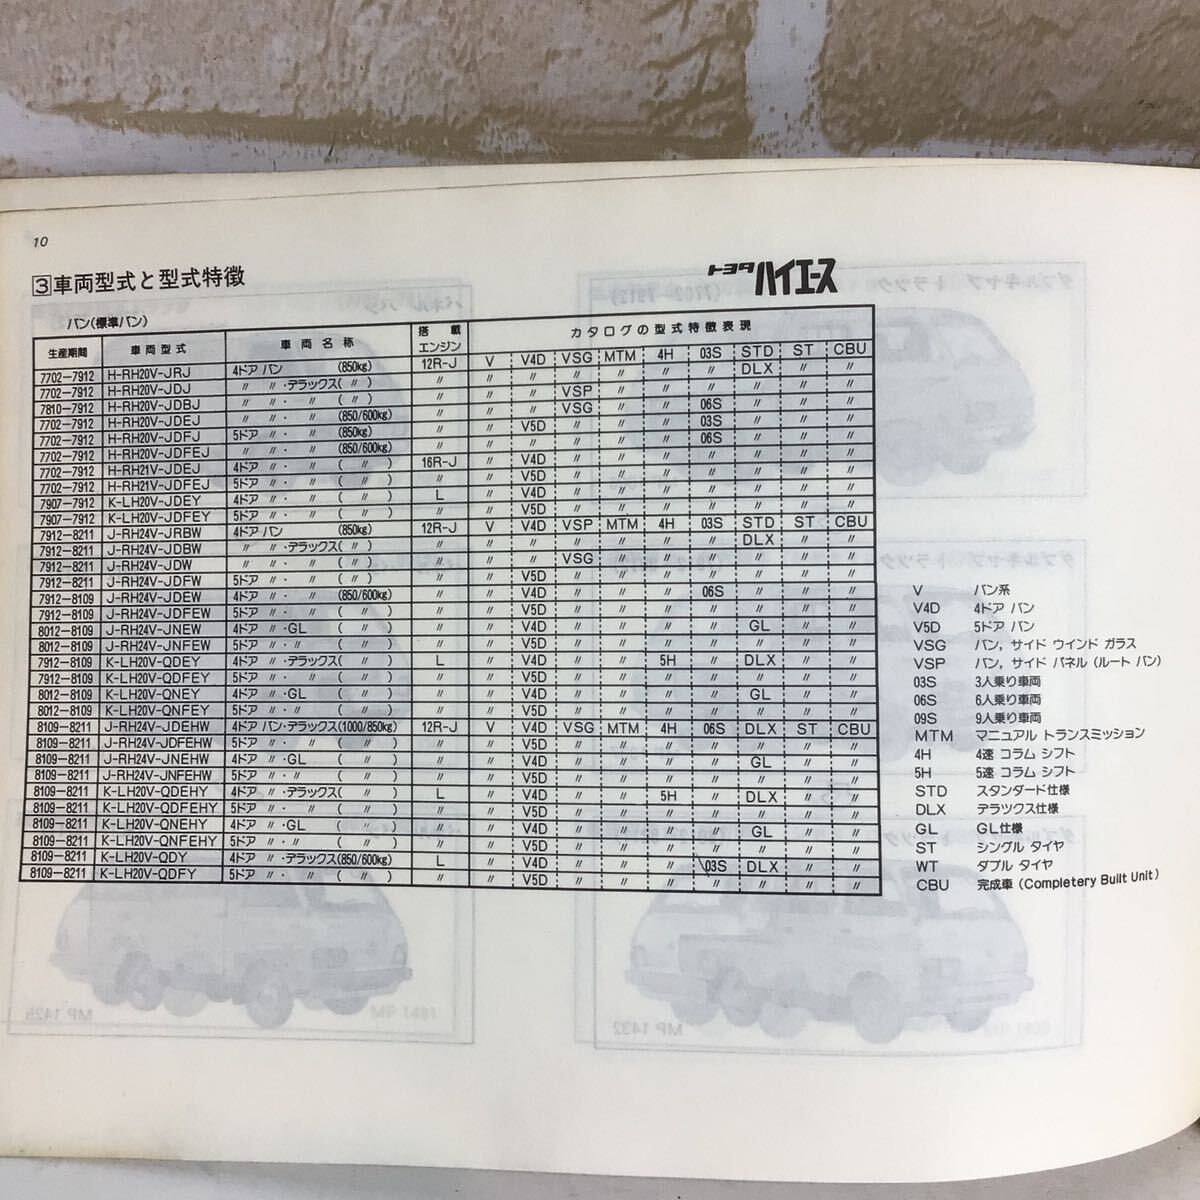 10
3 車両型式と型式特徴
トヨタ ハイエース
バン(標準バン)
生産期間 車両型式 車両名称 搭載エンジン カタログの型式特徴表現
7702-7912 H-RH20V-JRJ 4ドア バン (850kg) 12R-J V V4D VSG MTM 4H 03S STD ST CBU
7702-7912 H-RH20V-JDJ 〃 〃・デラックス( 〃 ) 〃 〃 〃 〃 〃 〃 〃 DLX 〃 〃
7810-7912 H-RH20V-JDBJ 〃 〃・ 〃 ( 〃 ) 〃 〃 〃 VSP 〃 〃 〃 〃 〃 〃
7702-7912 H-RH20V-JDEJ 〃 〃・ 〃 (850/600kg) 〃 〃 〃 VSG 〃 〃 06S 〃 〃 〃
7702-7912 H-RH20V-JDFJ 5ドア 〃・ 〃 (850kg) 〃 〃 V5D 〃 〃 〃 03S 〃 〃 〃
7702-7912 H-RH20V-JDFEJ 〃 〃・ 〃 (850/600kg) 〃 〃 〃 〃 〃 〃 06S 〃 〃 〃
7702-7912 H-RH21V-JDEJ 4ドア 〃・ 〃 ( 〃 ) 16R-J 〃 V4D 〃 〃 〃 〃 〃 〃 〃
7702-7912 H-RH21V-JDFEJ 5ドア 〃・ 〃 ( 〃 ) 〃 〃 V5D 〃 〃 〃 〃 〃 〃 〃
7907-7912 K-LH20V-JDEY 4ドア 〃・ 〃 ( 〃 ) L 〃 V4D 〃 〃 〃 〃 〃 〃 〃
7907-7912 K-LH20V-JDFEY 5ドア 〃・ 〃 ( 〃 ) 〃 〃 V5D 〃 〃 〃 〃 〃 〃 〃
7912-8211 J-RH24V-JRBW 4ドア バン (850kg) 12R-J V V4D VSP MTM 4H 03S STD ST CBU
7912-8211 J-RH24V-JDBW 〃 〃・デラックス( 〃 ) 〃 〃 〃 〃 〃 〃 〃 DLX 〃 〃
7912-8211 J-RH24V-JDW 〃 〃・ 〃 ( 〃 ) 〃 〃 〃 VSG 〃 〃 〃 〃 〃 〃
7912-8211 J-RH24V-JDFW 5ドア 〃・ 〃 ( 〃 ) 〃 〃 V5D 〃 〃 〃 〃 〃 〃 〃
7912-8109 J-RH24V-JDEW 4ドア 〃・ 〃 (850/600kg) 〃 〃 V4D 〃 〃 〃 06S 〃 〃 〃
7912-8109 J-RH24V-JDFEW 5ドア 〃・ 〃 ( 〃 ) 〃 〃 V5D 〃 〃 〃 〃 〃 〃 〃
8012-8109 J-RH24V-JNEW 4ドア 〃・GL ( 〃 ) 〃 〃 V4D 〃 〃 〃 〃 GL 〃 〃
8012-8109 J-RH24V-JNFEW 5ドア 〃・〃 ( 〃 ) 〃 〃 V5D 〃 〃 〃 〃 〃 〃 〃
7912-8109 K-LH20V-QDEY 4ドア 〃・デラックス( 〃 ) L 〃 V4D 〃 〃 5H 〃 DLX 〃 〃
7912-8109 K-LH20V-QDFEY 5ドア 〃・ 〃 ( 〃 ) 〃 〃 V5D 〃 〃 〃 〃 〃 〃 〃
8012-8109 K-LH20V-QNEY 4ドア 〃・GL ( 〃 ) 〃 〃 V4D 〃 〃 〃 〃 GL 〃 〃
8012-8109 K-LH20V-QNFEY 5ドア 〃・〃 ( 〃 ) 〃 〃 V5D 〃 〃 〃 〃 〃 〃 〃
8109-8211 J-RH24V-JDEHW 4ドア バン・デラックス(1000/850kg) 12R-J V V4D VSG MTM 4H 06S DLX ST CBU
8109-8211 J-RH24V-JDFEHW 5ドア 〃・ 〃 ( 〃 ) 〃 〃 V5D 〃 〃 〃 〃 〃 〃 〃
8109-8211 J-RH24V-JNEHW 4ドア 〃・GL ( 〃 ) 〃 〃 V4D 〃 〃 〃 〃 GL 〃 〃
8109-8211 J-RH24V-JNFEHW 5ドア 〃・〃 ( 〃 ) 〃 〃 V5D 〃 〃 〃 〃 〃 〃 〃
8109-8211 K-LH20V-QDEHY 4ドア 〃・デラックス( 〃 ) L 〃 V4D 〃 〃 5H 〃 DLX 〃 〃
8109-8211 K-LH20V-QDFEHY 5ドア 〃・ 〃 ( 〃 ) 〃 〃 V5D 〃 〃 〃 〃 〃 〃 〃
8109-8211 K-LH20V-QNEHY 4ドア 〃・GL ( 〃 ) 〃 〃 V4D 〃 〃 〃 〃 GL 〃 〃
8109-8211 K-LH20V-QNFEHY 5ドア 〃・〃 ( 〃 ) 〃 〃 V5D 〃 〃 〃 〃 〃 〃 〃
8109-8211 K-LH20V-QDY 4ドア 〃・デラックス(850/600kg) L 〃 V4D 〃 〃 〃 03S DLX 〃 〃
8109-8211 K-LH20V-QDFY 5ドア 〃・ 〃 ( 〃 ) 〃 〃 V5D 〃 〃 〃 〃 〃 〃 〃
V バン系
V4D 4ドア バン
V5D 5ドア バン
VSG バン, サイド ウインド ガラス
VSP バン, サイド パネル (ルート バン)
03S 3人乗り車両
06S 6人乗り車両
09S 9人乗り車両
MTM マニュアル トランスミッション
4H 4速 コラム シフト
5H 5速 コラム シフト
STD スタンダード仕様
DLX デラックス仕様
GL GL仕様
ST シングル タイヤ
WT ダブル タイヤ
CBU 完成車 (Completery Built Unit)